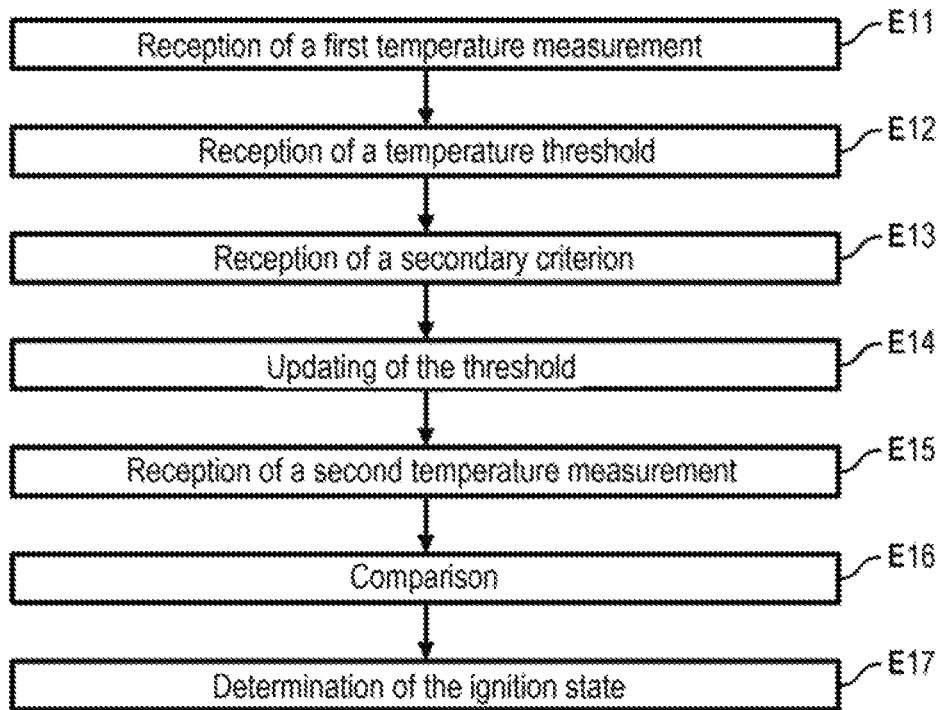 Reception of a first temperature measurement E11
Reception of a temperature threshold E12
Reception of a secondary criterion E13
Updating of the threshold E14
Reception of a second temperature measurement E15
Comparison E16
Determination of the ignition state E17